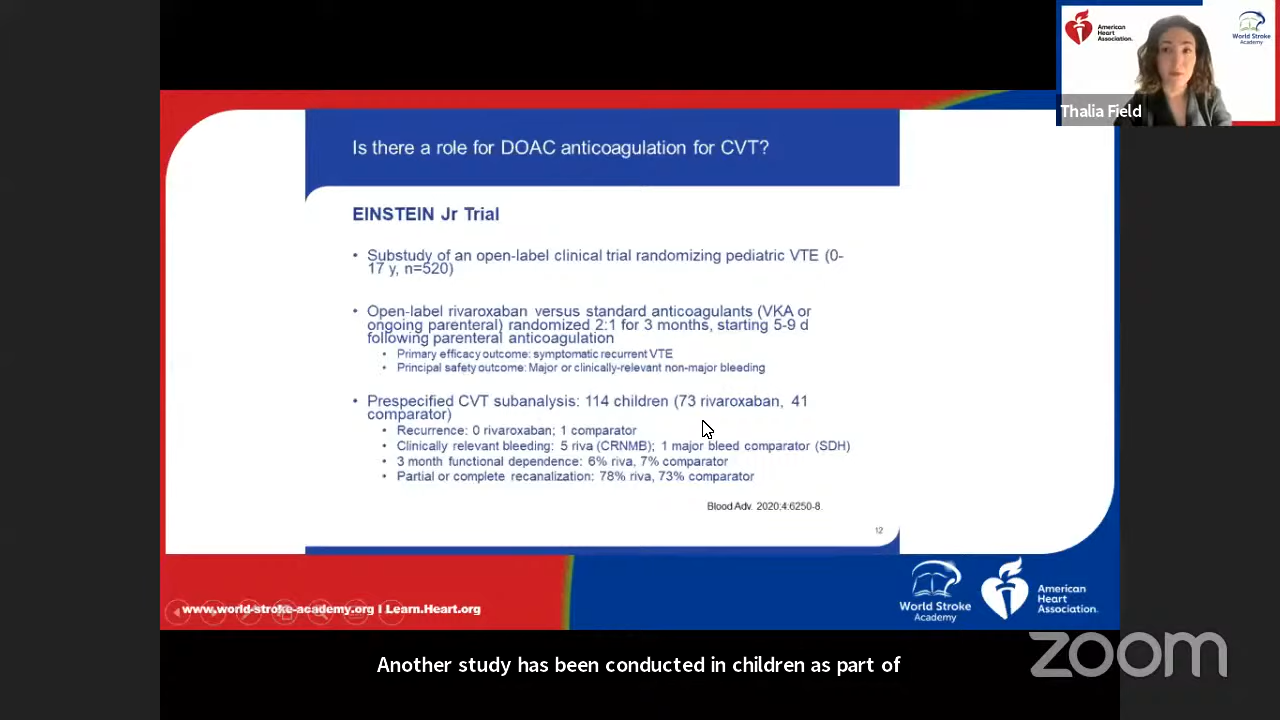 American
Heart
Association.
World Stroke
Academy
Thalia Field
Is there a role for DOAC anticoagulation for CVT?
EINSTEIN Jr Trial
• Substudy of an open-label clinical trial randomizing pediatric VTE (0-
17 y, n=520)
• Open-label rivaroxaban versus standard anticoagulants (VKA or
ongoing parenteral) randomized 2:1 for 3 months, starting 5-9 d
following parenteral anticoagulation
• Primary efficacy outcome: symptomatic recurrent VTE
• Principal safety outcome: Major or clinically-relevant non-major bleeding
• Prespecified CVT subanalysis: 114 children (73 rivaroxaban, 41
comparator)
• Recurrence: 0 rivaroxaban; 1 comparator
• Clinically relevant bleeding: 5 riva (CRNMB); 1 major bleed comparator (SDH)
• 3 month functional dependence: 6% riva, 7% comparator
• Partial or complete recanalization: 78% riva, 73% comparator
Blood Adv. 2020;4:6250-8.
12
www.world-stroke-academy.org I Learn.Heart.org
World Stroke
Academy
American
Heart
Association.
Another study has been conducted in children as part of
zoom